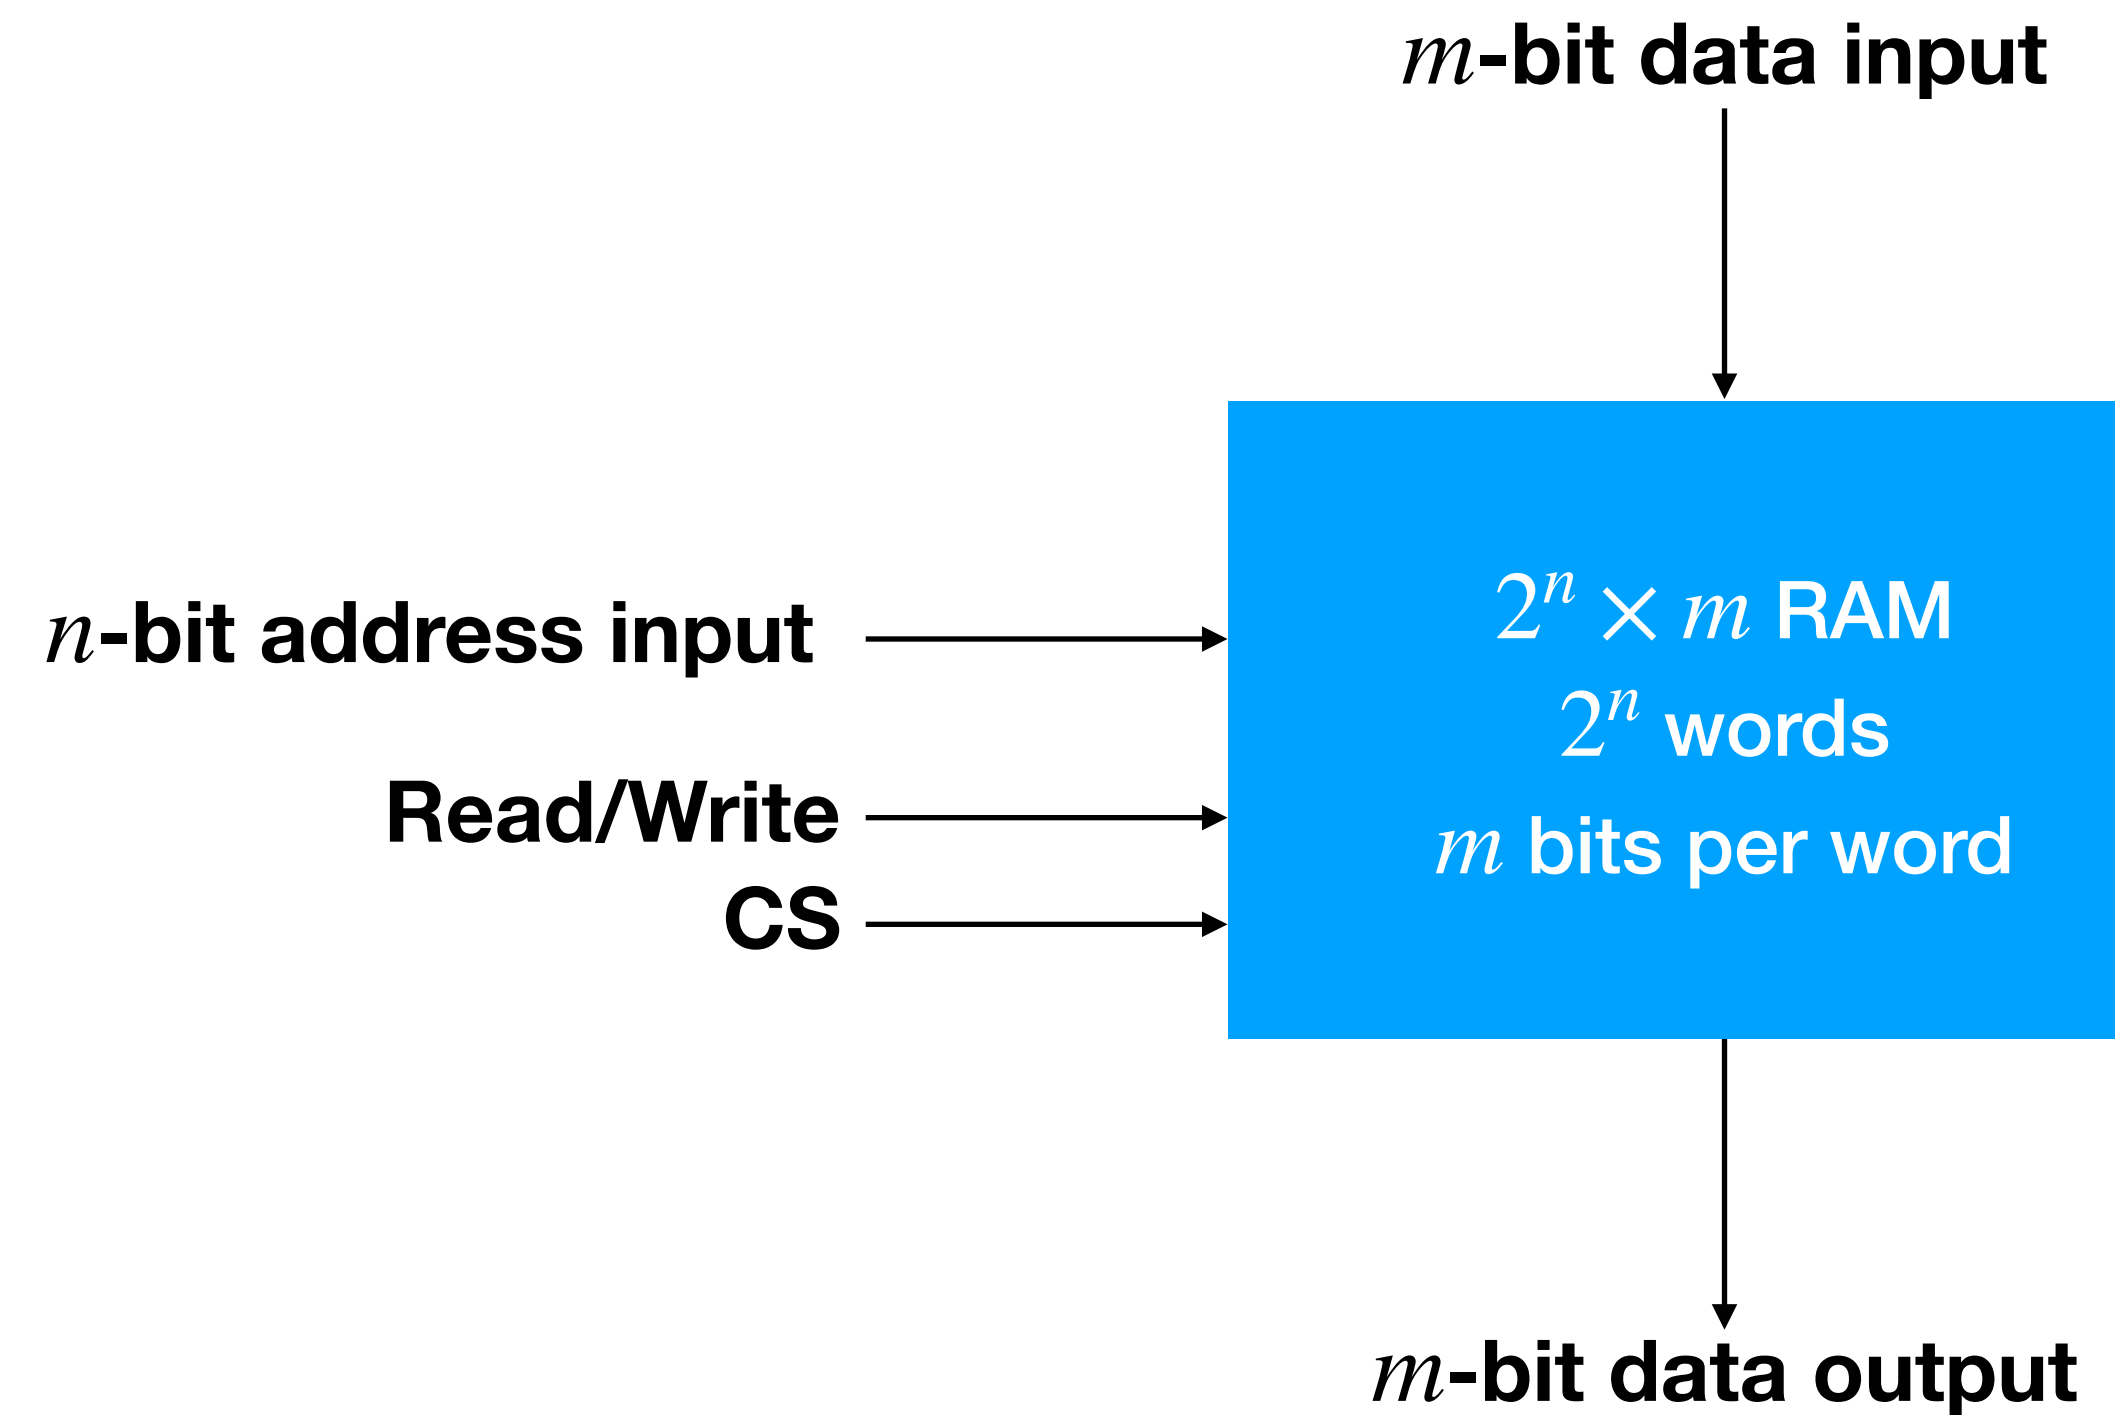 m-bit data input
n-bit address input
Read/Write
CS
2ⁿ × m RAM
2ⁿ words
m bits per word
m-bit data output